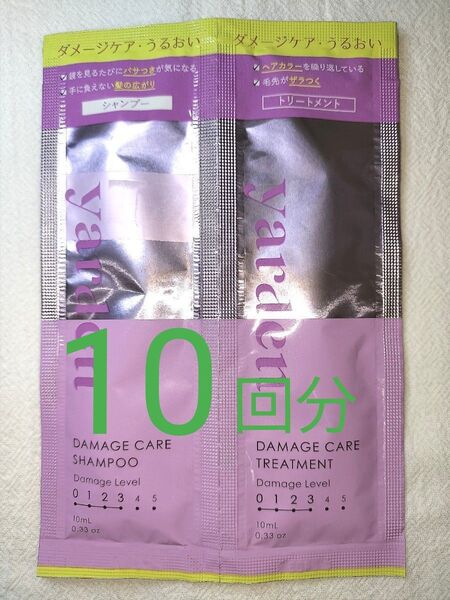 ダメージケア・うるおい
鏡を見るたびにパサつきが気になる
手に負えない髪の広がり
シャンプー
yarden
DAMAGE CARE
SHAMPOO
Damage Level
0 1 2 3 4 5
10mL
0.33 oz
ダメージケア・うるおい
ヘアカラーを繰り返している
毛先がザラつく
トリートメント
yarden
DAMAGE CARE
TREATMENT
Damage Level
0 1 2 3 4 5
10mL
0.33 oz
10回分